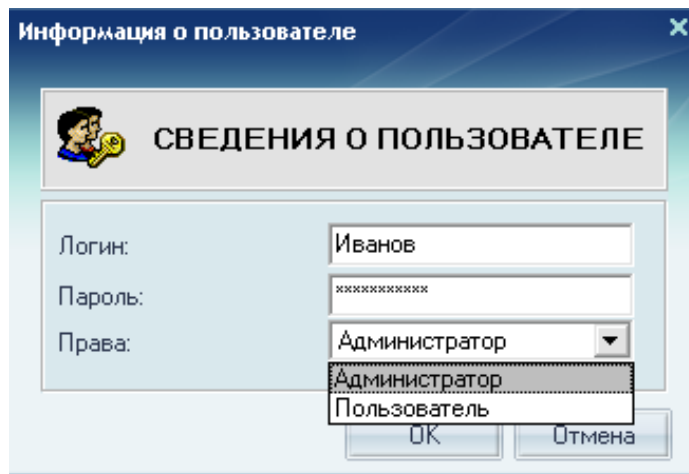 Информация о пользователе
СВЕДЕНИЯ О ПОЛЬЗОВАТЕЛЕ
Логин: Иванов
Пароль: ×××××××××××
Права: Администратор
Администратор
Пользователь
OK Отмена